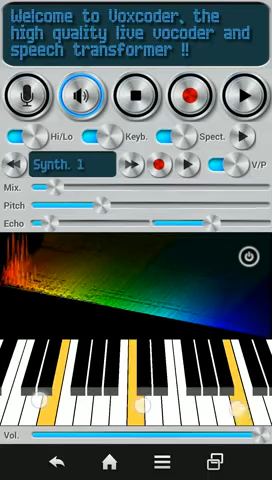 Welcome to Voxcoder, the
high quality live vocoder and
speech transformer !!
Hi/Lo Keyb. Spect.
Synth. 1 V/P
Mix.
Pitch
Echo
Vol.